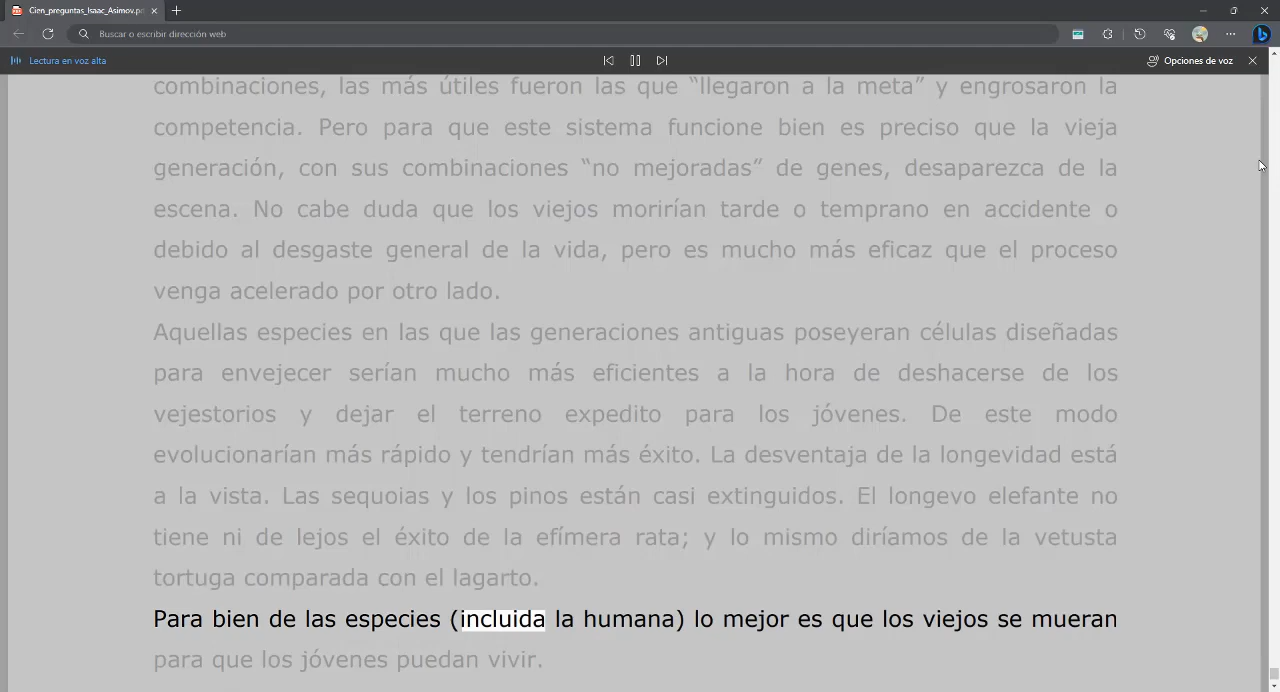 Cien_preguntas_Isaac_Asimov.pd
Buscar o escribir dirección web
Lectura en voz alta
Opciones de voz
combinaciones, las más útiles fueron las que “llegaron a la meta” y engrosaron la
competencia. Pero para que este sistema funcione bien es preciso que la vieja
generación, con sus combinaciones “no mejoradas” de genes, desaparezca de la
escena. No cabe duda que los viejos morirían tarde o temprano en accidente o
debido al desgaste general de la vida, pero es mucho más eficaz que el proceso
venga acelerado por otro lado.
Aquellas especies en las que las generaciones antiguas poseyeran células diseñadas
para envejecer serían mucho más eficientes a la hora de deshacerse de los
vejestorios y dejar el terreno expedito para los jóvenes. De este modo
evolucionarían más rápido y tendrían más éxito. La desventaja de la longevidad está
a la vista. Las sequoias y los pinos están casi extinguidos. El longevo elefante no
tiene ni de lejos el éxito de la efímera rata; y lo mismo diríamos de la vetusta
tortuga comparada con el lagarto.
Para bien de las especies (incluida la humana) lo mejor es que los viejos se mueran
para que los jóvenes puedan vivir.